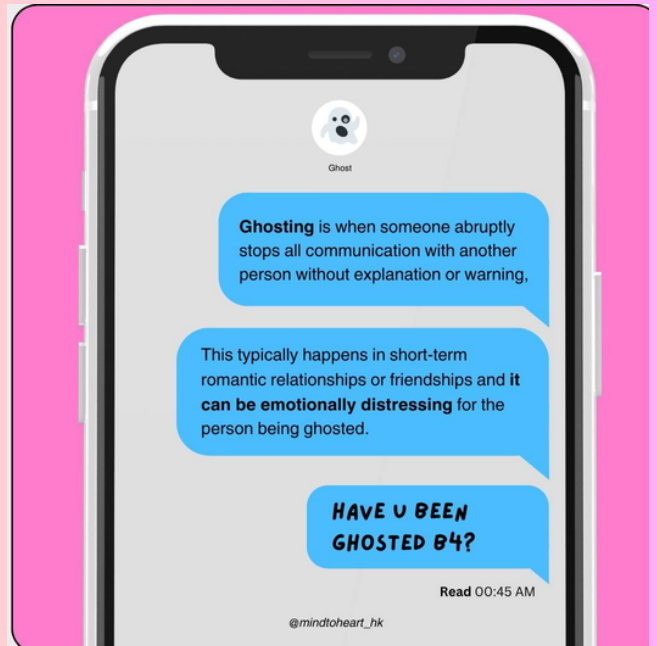 Ghost
Ghosting is when someone abruptly
stops all communication with another
person without explanation or warning,
This typically happens in short-term
romantic relationships or friendships and it
can be emotionally distressing for the
person being ghosted.
HAVE U BEEN
GHOSTED B4?
Read 00:45 AM
@mindtoheart_hk